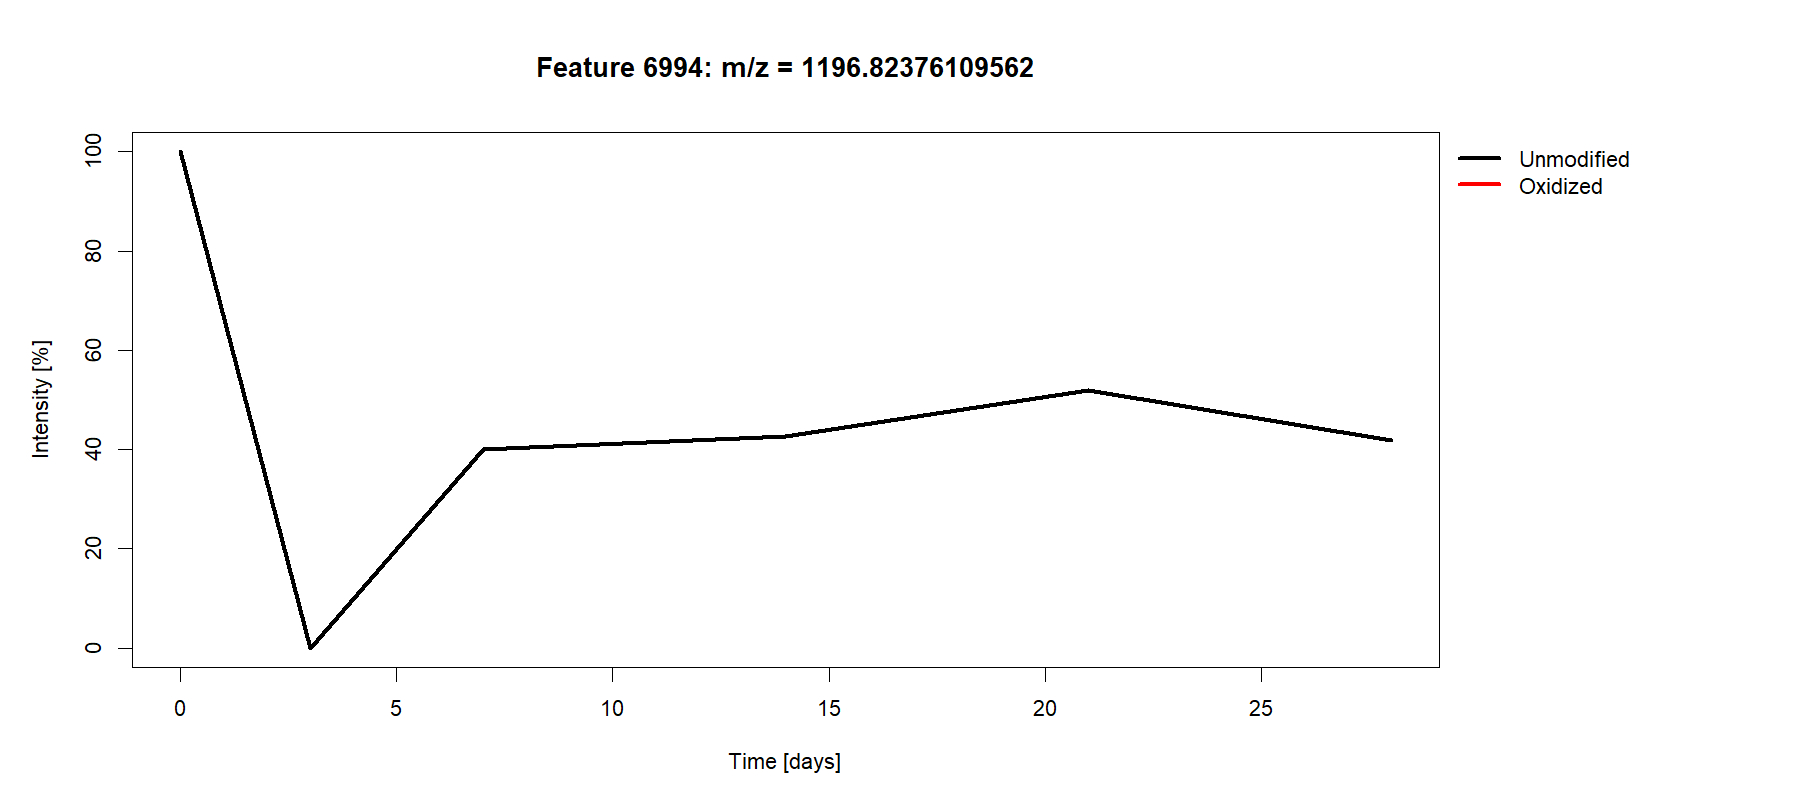 Feature 6994: m/z = 1196.82376109562
Unmodified
Oxidized
Intensity [%]
100
80
60
40
20
0
0 5 10 15 20 25
Time [days]